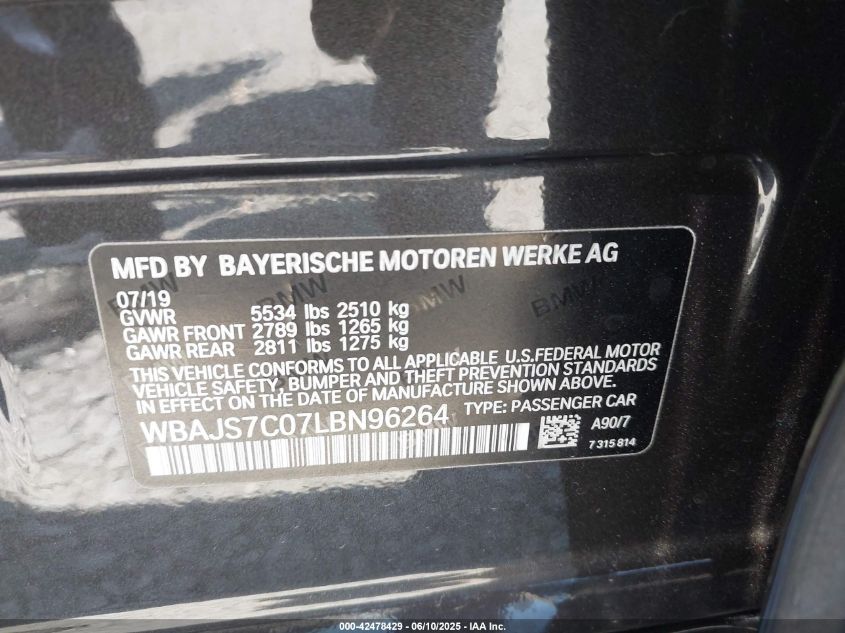 MFD BY BAYERISCHE MOTOREN WERKE AG
07/19
GVWR 5534 lbs 2510 kg
GAWR FRONT 2789 lbs 1265 kg
GAWR REAR 2811 lbs 1275 kg
THIS VEHICLE CONFORMS TO ALL APPLICABLE U.S.FEDERAL MOTOR
VEHICLE SAFETY, BUMPER AND THEFT PREVENTION STANDARDS
IN EFFECT ON THE DATE OF MANUFACTURE SHOWN ABOVE.
WBAJS7C07LBN96264 TYPE: PASSENGER CAR
A90/7
7 315 814
BMW
BMW
000-42478429 - 06/10/2025 - IAA Inc.